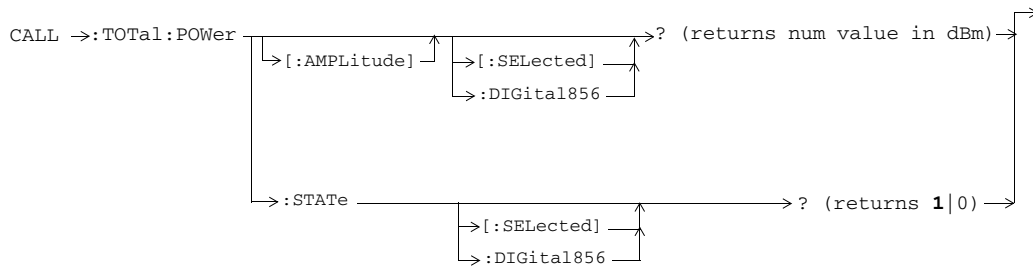 CALL :TOTal:POWer ? (returns num value in dBm)
[:AMPLitude] [:SELected]
:DIGital856
:STATe ? (returns 1|0)
[:SELected]
:DIGital856